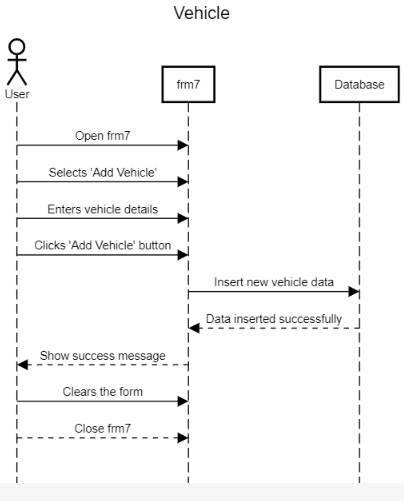 Vehicle
User
frm7
Database
Open frm7
Selects 'Add Vehicle'
Enters vehicle details
Clicks 'Add Vehicle' button
Insert new vehicle data
Data inserted successfully
Show success message
Clears the form
Close frm7